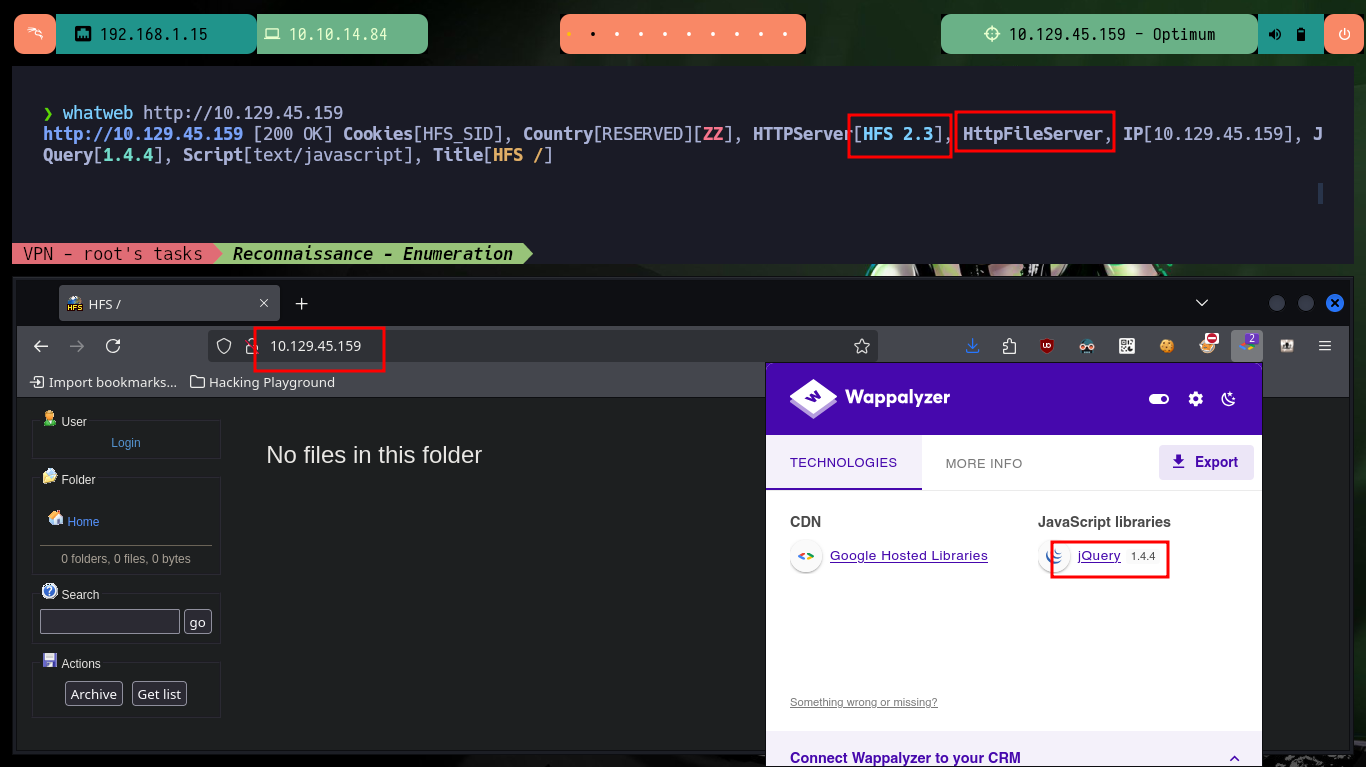 192.168.1.15 10.10.14.84 10.129.45.159 - Optimum
❯ whatweb http://10.129.45.159
http://10.129.45.159 [200 OK] Cookies[HFS_SID], Country[RESERVED][ZZ], HTTPServer[HFS 2.3], HttpFileServer, IP[10.129.45.159], J
Query[1.4.4], Script[text/javascript], Title[HFS /]
VPN - root's tasks Reconnaissance - Enumeration
HFS HFS /
10.129.45.159 2
Import bookmarks... Hacking Playground
User
Login
Folder
Home
0 folders, 0 files, 0 bytes
Search
go
Actions
Archive Get list
No files in this folder
Wappalyzer
TECHNOLOGIES MORE INFO Export
CDN JavaScript libraries
Google Hosted Libraries jQuery 1.4.4
Something wrong or missing?
Connect Wappalyzer to your CRM